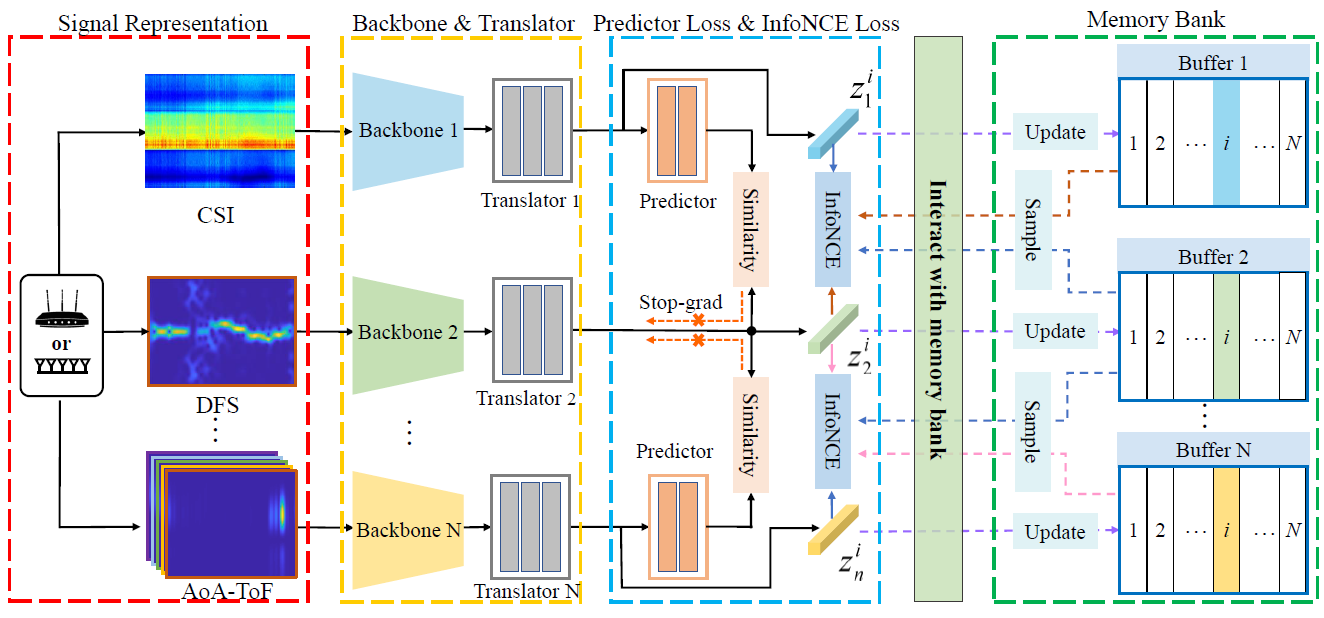 Signal Representation
Backbone & Translator
Predictor Loss & InfoNCE Loss
Memory Bank
CSI
or
DFS
⋮
AoA-ToF
Backbone 1
Translator 1
Backbone 2
Translator 2
⋮
Backbone N
Translator N
Predictor
Similarity
InfoNCE
z_1^i
Stop-grad
z_2^i
Predictor
Similarity
InfoNCE
z_n^i
Interact with memory bank
Update
Sample
Update
Sample
Update
Buffer 1
1 2 ... i ... N
Buffer 2
1 2 ... i ... N
⋮
Buffer N
1 2 ... i ... N